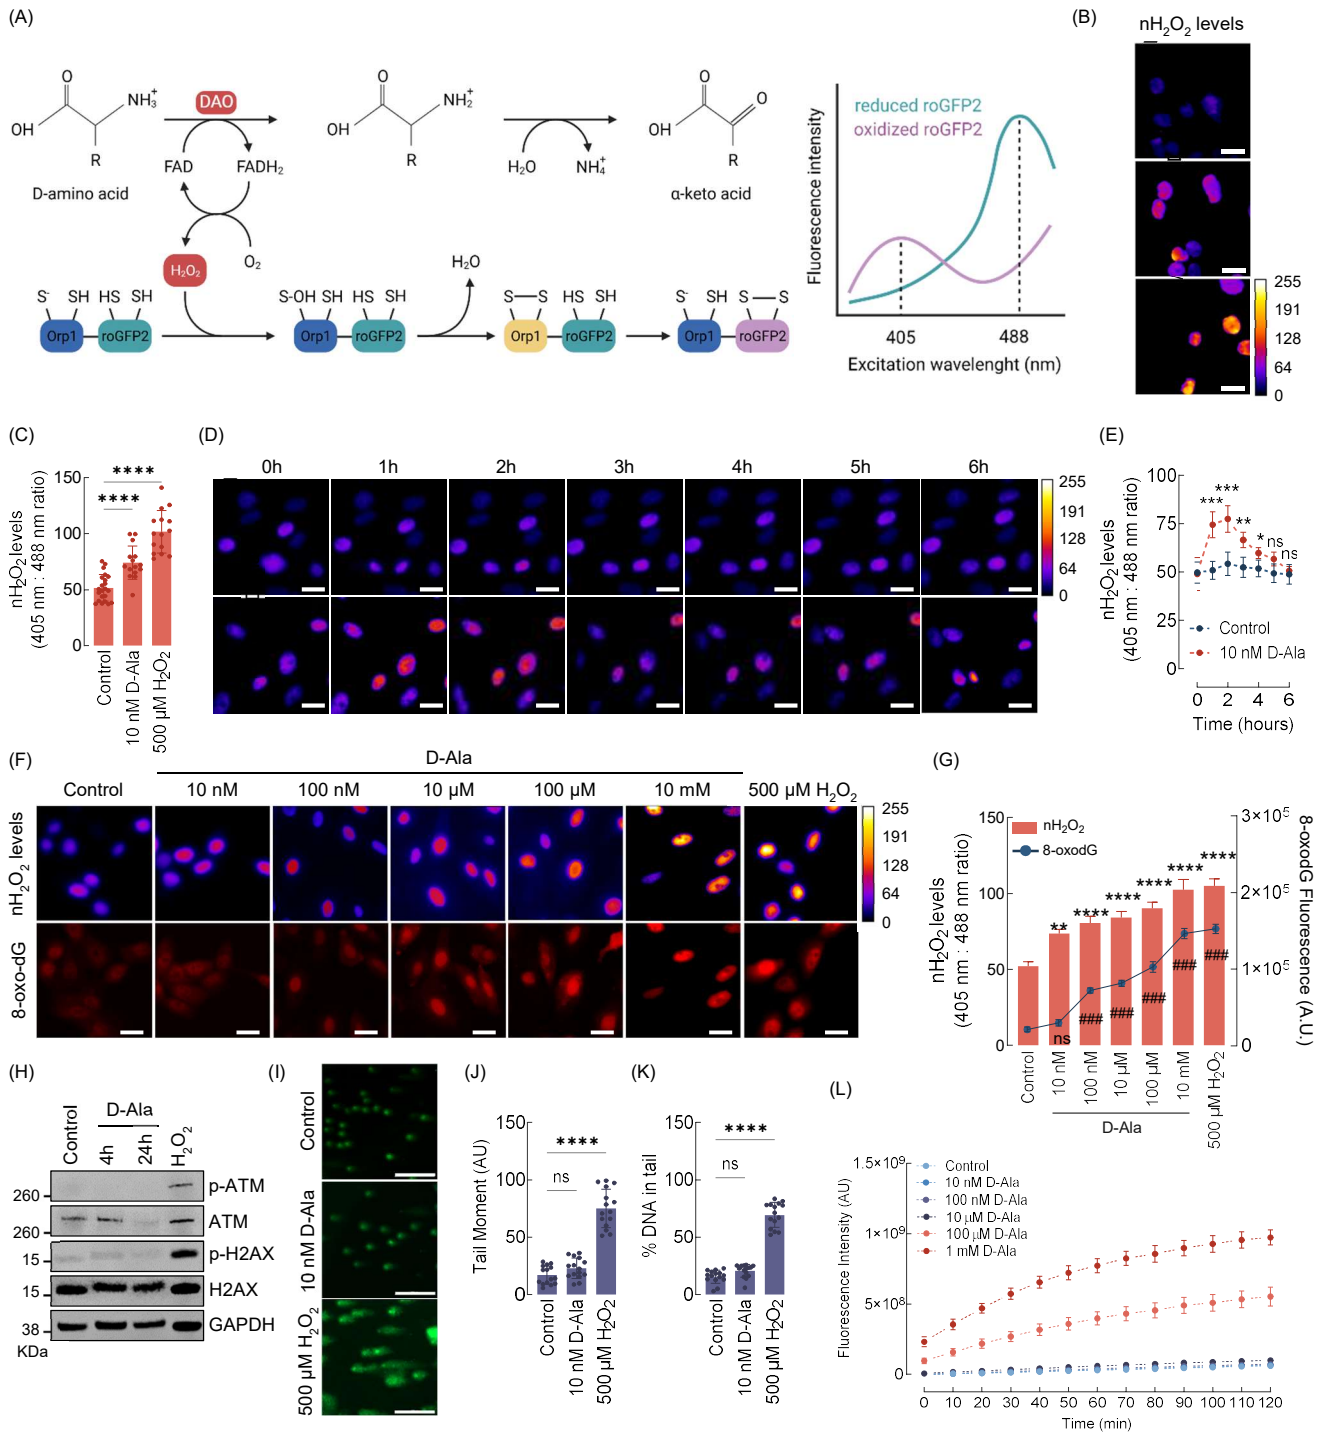 (A)
O
NH3+
OH
R
D-amino acid
DAO
FAD
FADH2
H2O2
O2
O
NH2+
OH
R
H2O
NH4+
O
O
OH
R
α-keto acid
S-
SH
HS
SH
Orp1
roGFP2
S-OH
SH
HS
SH
Orp1
roGFP2
H2O
S
S
HS
SH
Orp1
roGFP2
S-
SH
S
S
Orp1
roGFP2
reduced roGFP2
oxidized roGFP2
Fluorescence intensity
405
488
Excitation wavelenght (nm)
(B)
nH2O2 levels
255
191
128
64
0
(C)
nH2O2 levels
(405 nm : 488 nm ratio)
150
100
50
0
****
****
Control
10 nM D-Ala
500 µM H2O2
(D)
0h
1h
2h
3h
4h
5h
6h
255
191
128
64
0
(E)
nH2O2 levels
(405 nm : 488 nm ratio)
100
75
50
25
0
***
***
**
*
ns
ns
Control
10 nM D-Ala
0
2
4
6
Time (hours)
(F)
D-Ala
Control
10 nM
100 nM
10 µM
100 µM
10 mM
500 µM H2O2
nH2O2 levels
8-oxo-dG
255
191
128
64
0
(G)
nH2O2 levels
(405 nm : 488 nm ratio)
150
100
50
0
nH2O2
8-oxodG
**
****
****
****
****
****
ns
###
###
###
###
###
3×10^5
2×10^5
1×10^5
0
8-oxodG Fluorescence (A.U.)
Control
10 nM
100 nM
10 µM
100 µM
10 mM
500 µM H2O2
D-Ala
(H)
D-Ala
Control
4h
24h
H2O2
260
p-ATM
260
ATM
15
p-H2AX
15
H2AX
38
GAPDH
KDa
(I)
Control
10 nM D-Ala
500 µM H2O2
(J)
Tail Moment (AU)
150
100
50
0
****
ns
Control
10 nM D-Ala
500 µM H2O2
(K)
% DNA in tail
150
100
50
0
****
ns
Control
10 nM D-Ala
500 µM H2O2
(L)
Fluorescence Intensity (AU)
1.5×10^9
1×10^9
5×10^8
0
Control
10 nM D-Ala
100 nM D-Ala
10 µM D-Ala
100 µM D-Ala
1 mM D-Ala
0 10 20 30 40 50 60 70 80 90 100 110 120
Time (min)